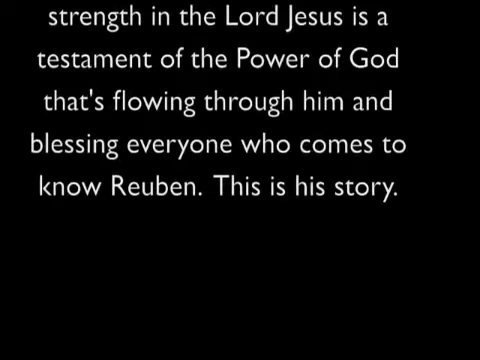 strength in the Lord Jesus is a
testament of the Power of God
that's flowing through him and
blessing everyone who comes to
know Reuben. This is his story.